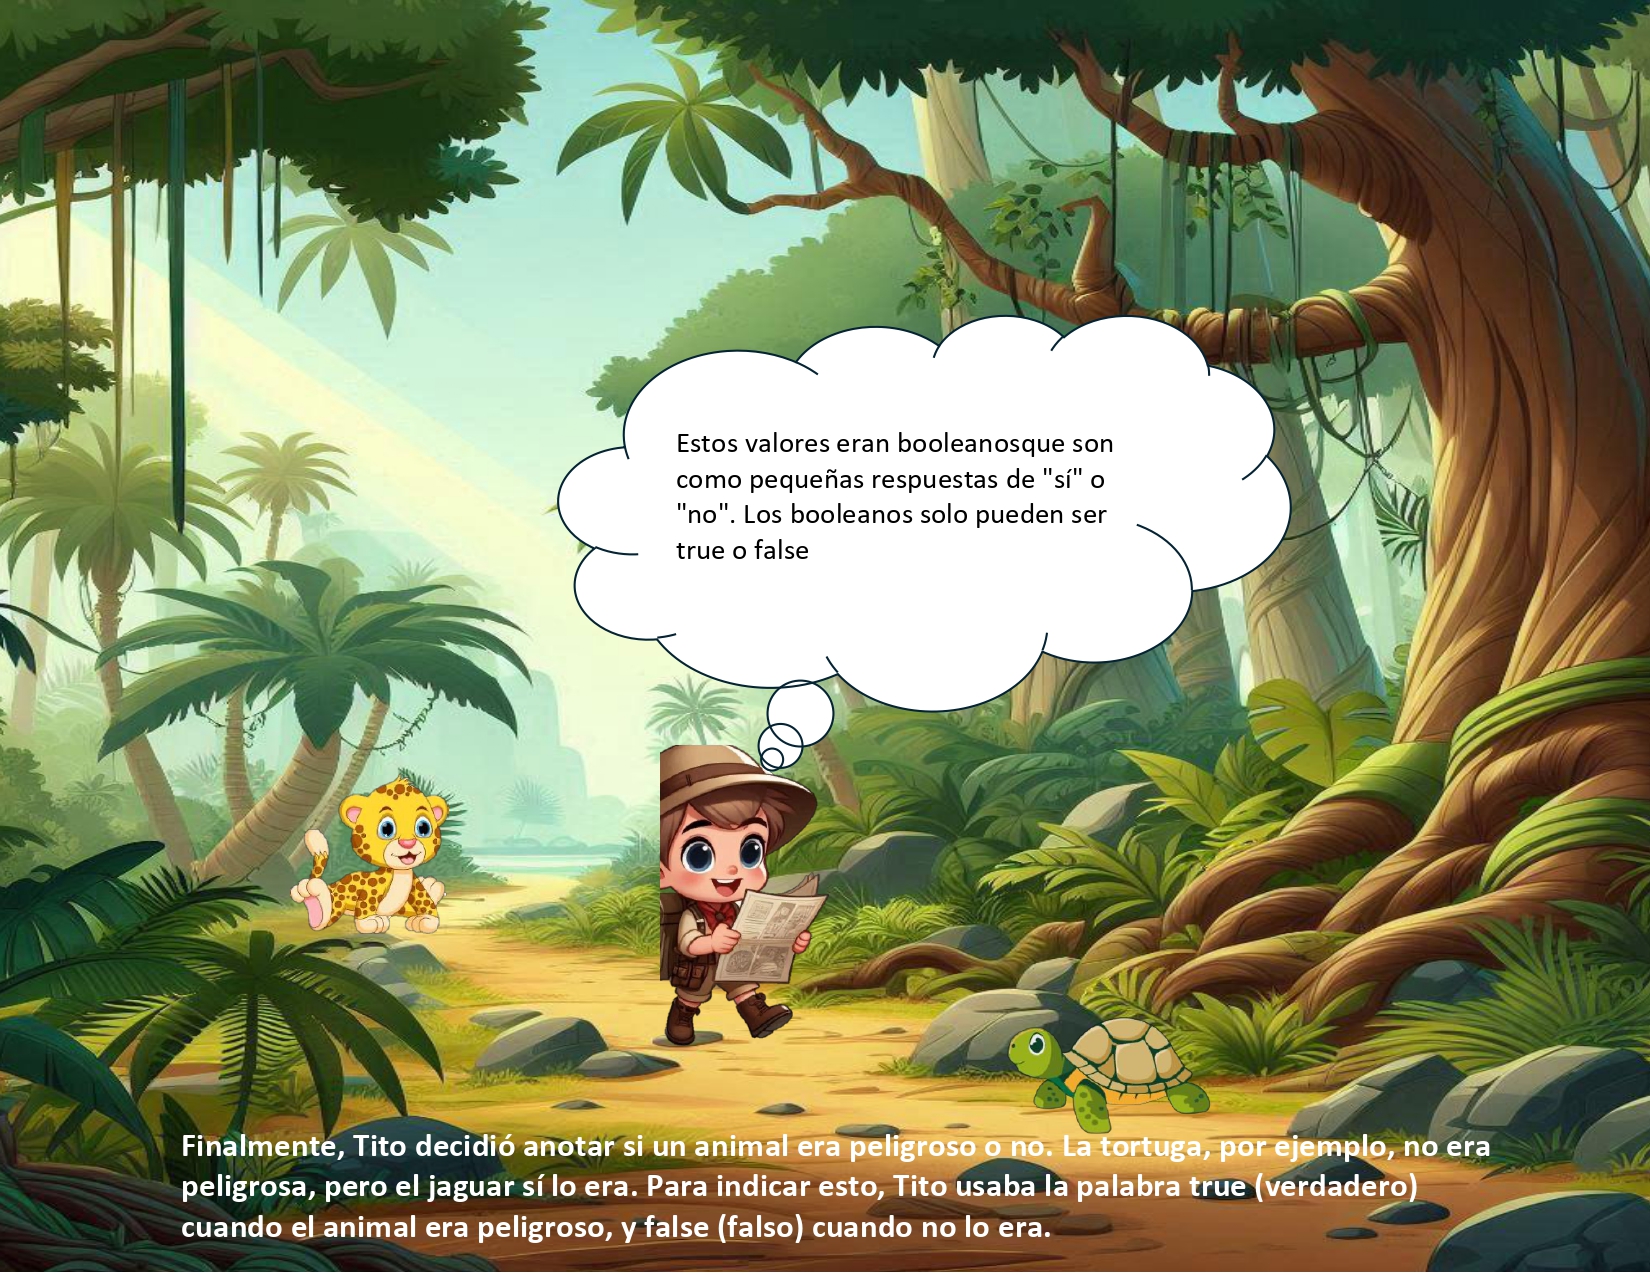 Estos valores eran booleanosque son
como pequeñas respuestas de "sí" o
"no". Los booleanos solo pueden ser
true o false
Finalmente, Tito decidió anotar si un animal era peligroso o no. La tortuga, por ejemplo, no era
peligrosa, pero el jaguar sí lo era. Para indicar esto, Tito usaba la palabra true (verdadero)
cuando el animal era peligroso, y false (falso) cuando no lo era.